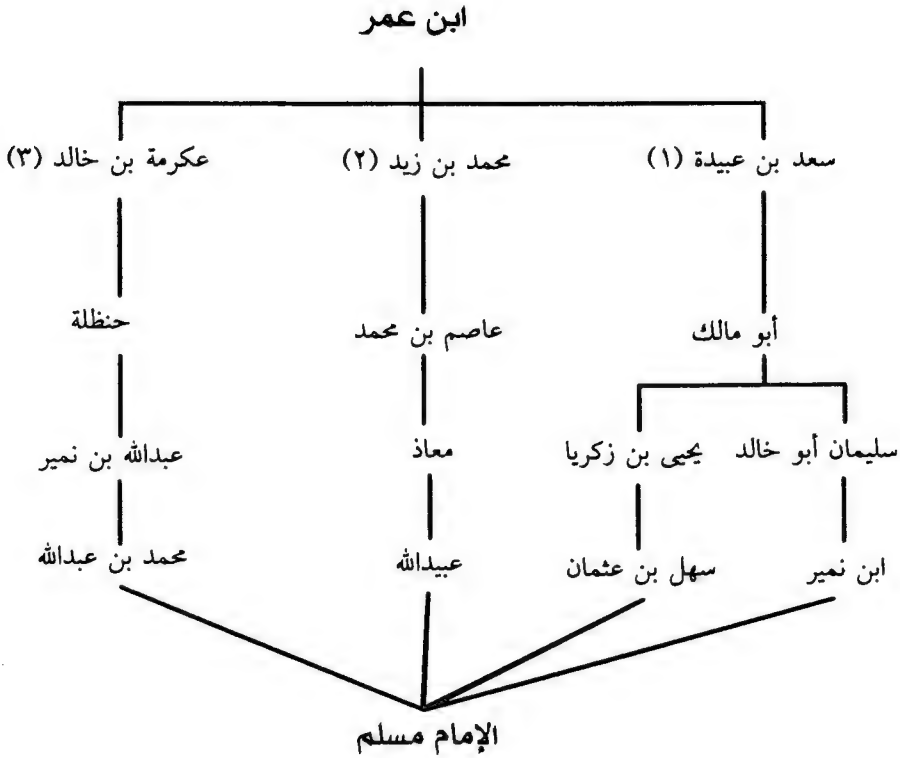 ابن عمر
سعد بن عبيدة (١) محمد بن زيد (٢) عكرمة بن خالد (٣)
أبو مالك عاصم بن محمد حنظلة
سليمان أبو خالد يحيى بن زكريا معاذ عبدالله بن نمير
ابن نمير سهل بن عثمان عبيدالله محمد بن عبدالله
الإمام مسلم